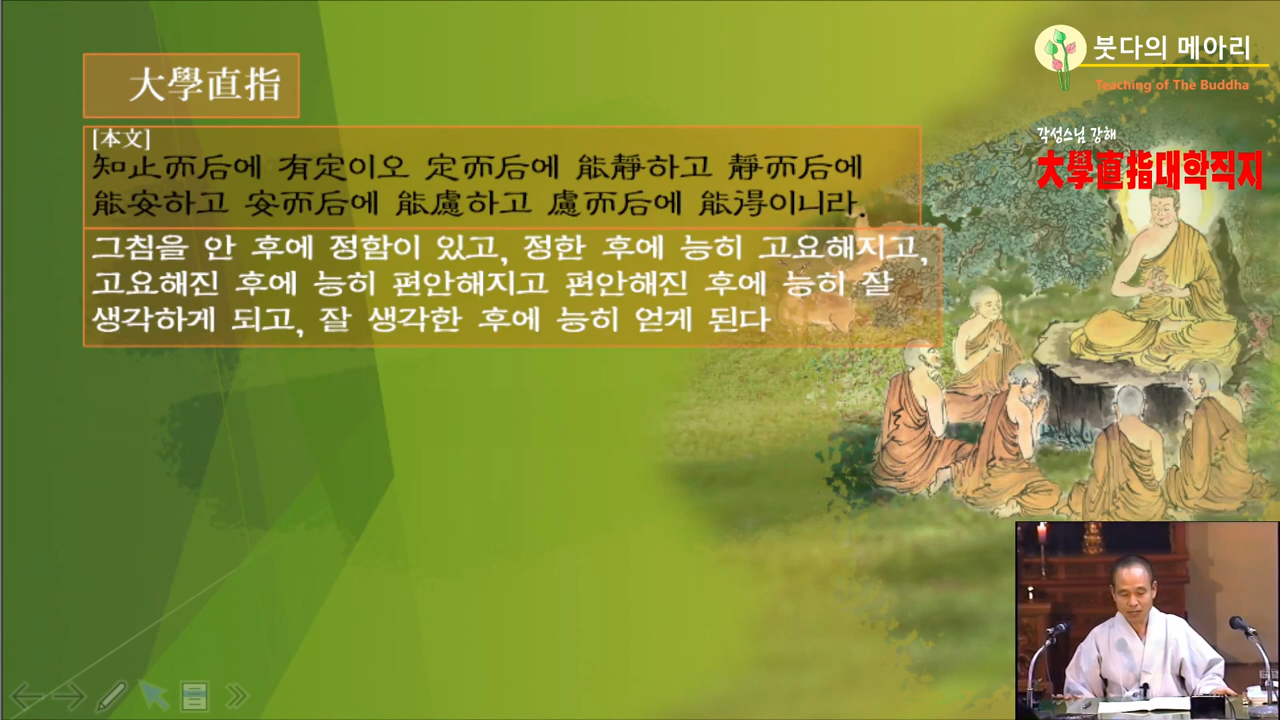 大學直指
[本文]
知止而后에 有定이오 定而后에 能靜하고 靜而后에
能安하고 安而后에 能慮하고 慮而后에 能得이니라.
그침을 안 후에 정함이 있고, 정한 후에 능히 고요해지고,
고요해진 후에 능히 편안해지고 편안해진 후에 능히 잘
생각하게 되고, 잘 생각한 후에 능히 얻게 된다
붓다의 메아리
Teaching of The Buddha
각성스님 강해
大學直指대학직지